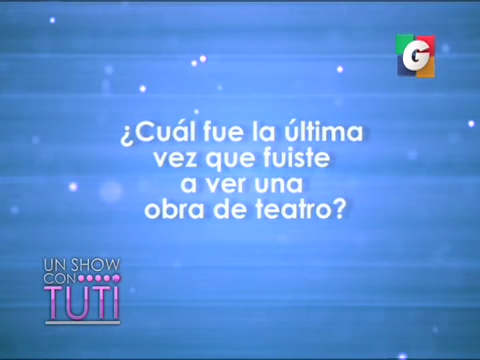 G
¿Cuál fue la última
vez que fuiste
a ver una
obra de teatro?
UN SHOW
CON
TUTI